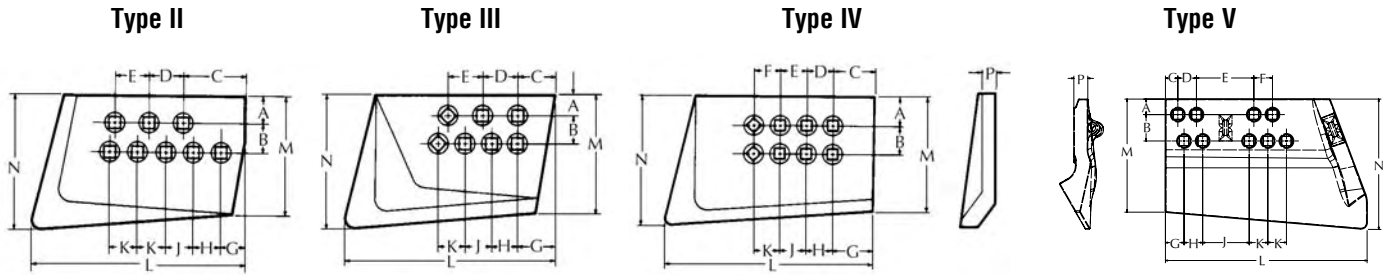 Type II
Type III
Type IV
Type V
E D C
A
B
N
M
K K J H G
L
E D C
A
B
N
M
K J H G
L
F E D C
A
B
N
M
K J H G
L
P
P
C D E F
A
B
M
N
G H J K K
L